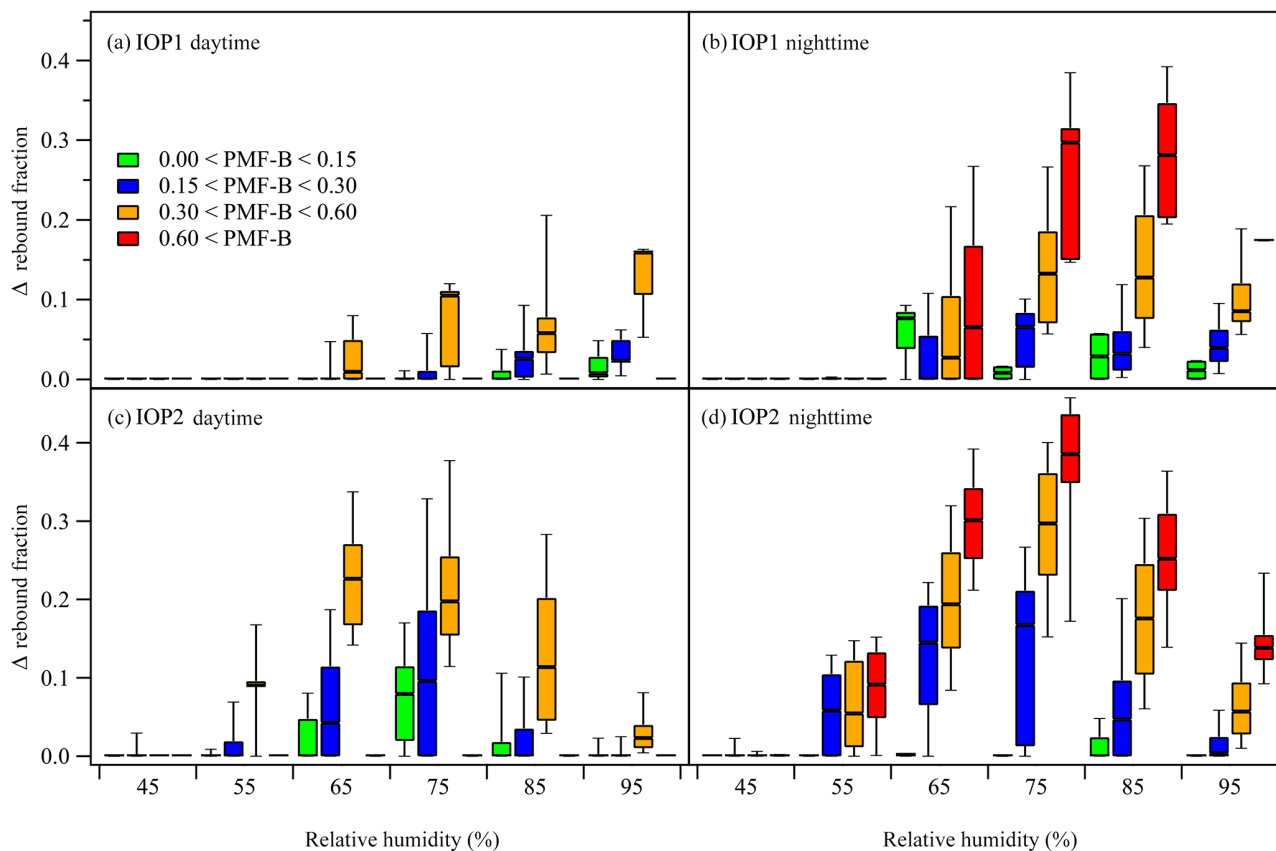 (a) IOP1 daytime
(b) IOP1 nighttime
0.4
0.3
0.2
0.1
0.0
Δ rebound fraction
0.00 < PMF-B < 0.15
0.15 < PMF-B < 0.30
0.30 < PMF-B < 0.60
0.60 < PMF-B
(c) IOP2 daytime
(d) IOP2 nighttime
0.4
0.3
0.2
0.1
0.0
Δ rebound fraction
45 55 65 75 85 95
45 55 65 75 85 95
Relative humidity (%)
Relative humidity (%)